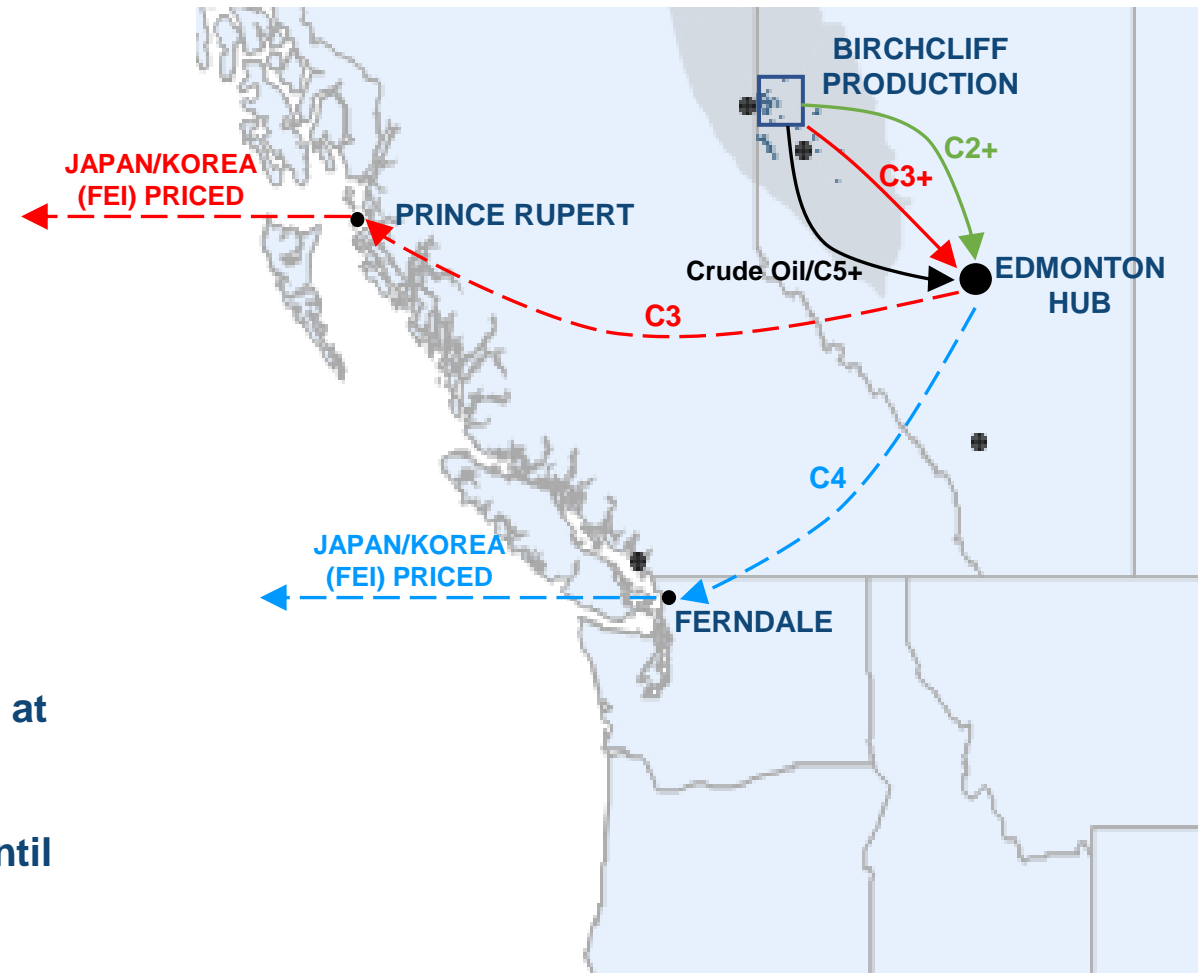 BIRCHCLIFF
PRODUCTION
C2+
JAPAN/KOREA
(FEI) PRICED
C3+
PRINCE RUPERT
Crude Oil/C5+
EDMONTON
HUB
C3
C4
JAPAN/KOREA
(FEI) PRICED
FERNDALE
at
ntil